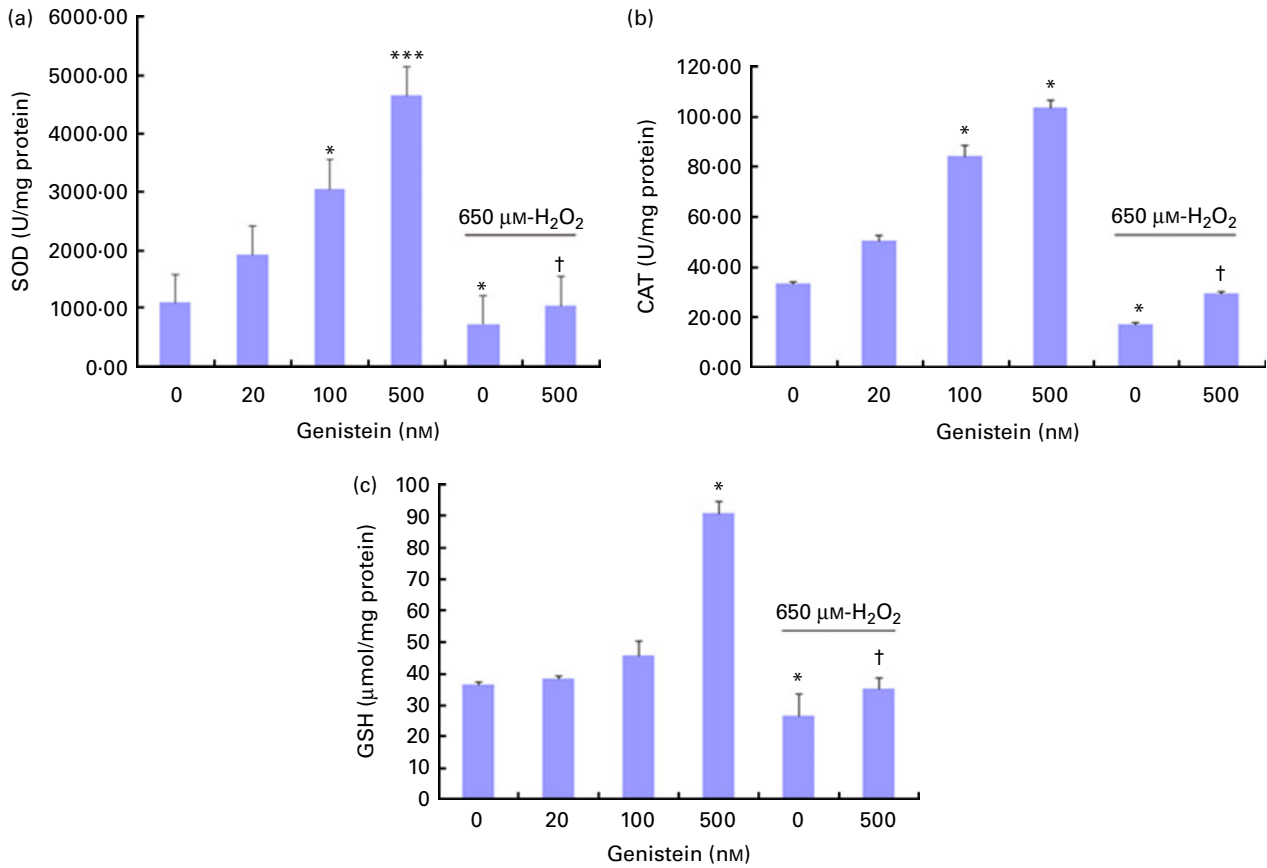 (a)
6000·00
5000·00
4000·00
3000·00
2000·00
1000·00
0·00
SOD (U/mg protein)
*
***
650 μM-H₂O₂
*
†
0 20 100 500 0 500
Genistein (nM)
(b)
120·00
100·00
80·00
60·00
40·00
20·00
0·00
CAT (U/mg protein)
*
*
650 μM-H₂O₂
*
†
0 20 100 500 0 500
Genistein (nM)
(c)
100
90
80
70
60
50
40
30
20
10
0
GSH (μmol/mg protein)
*
650 μM-H₂O₂
*
†
0 20 100 500 0 500
Genistein (nM)